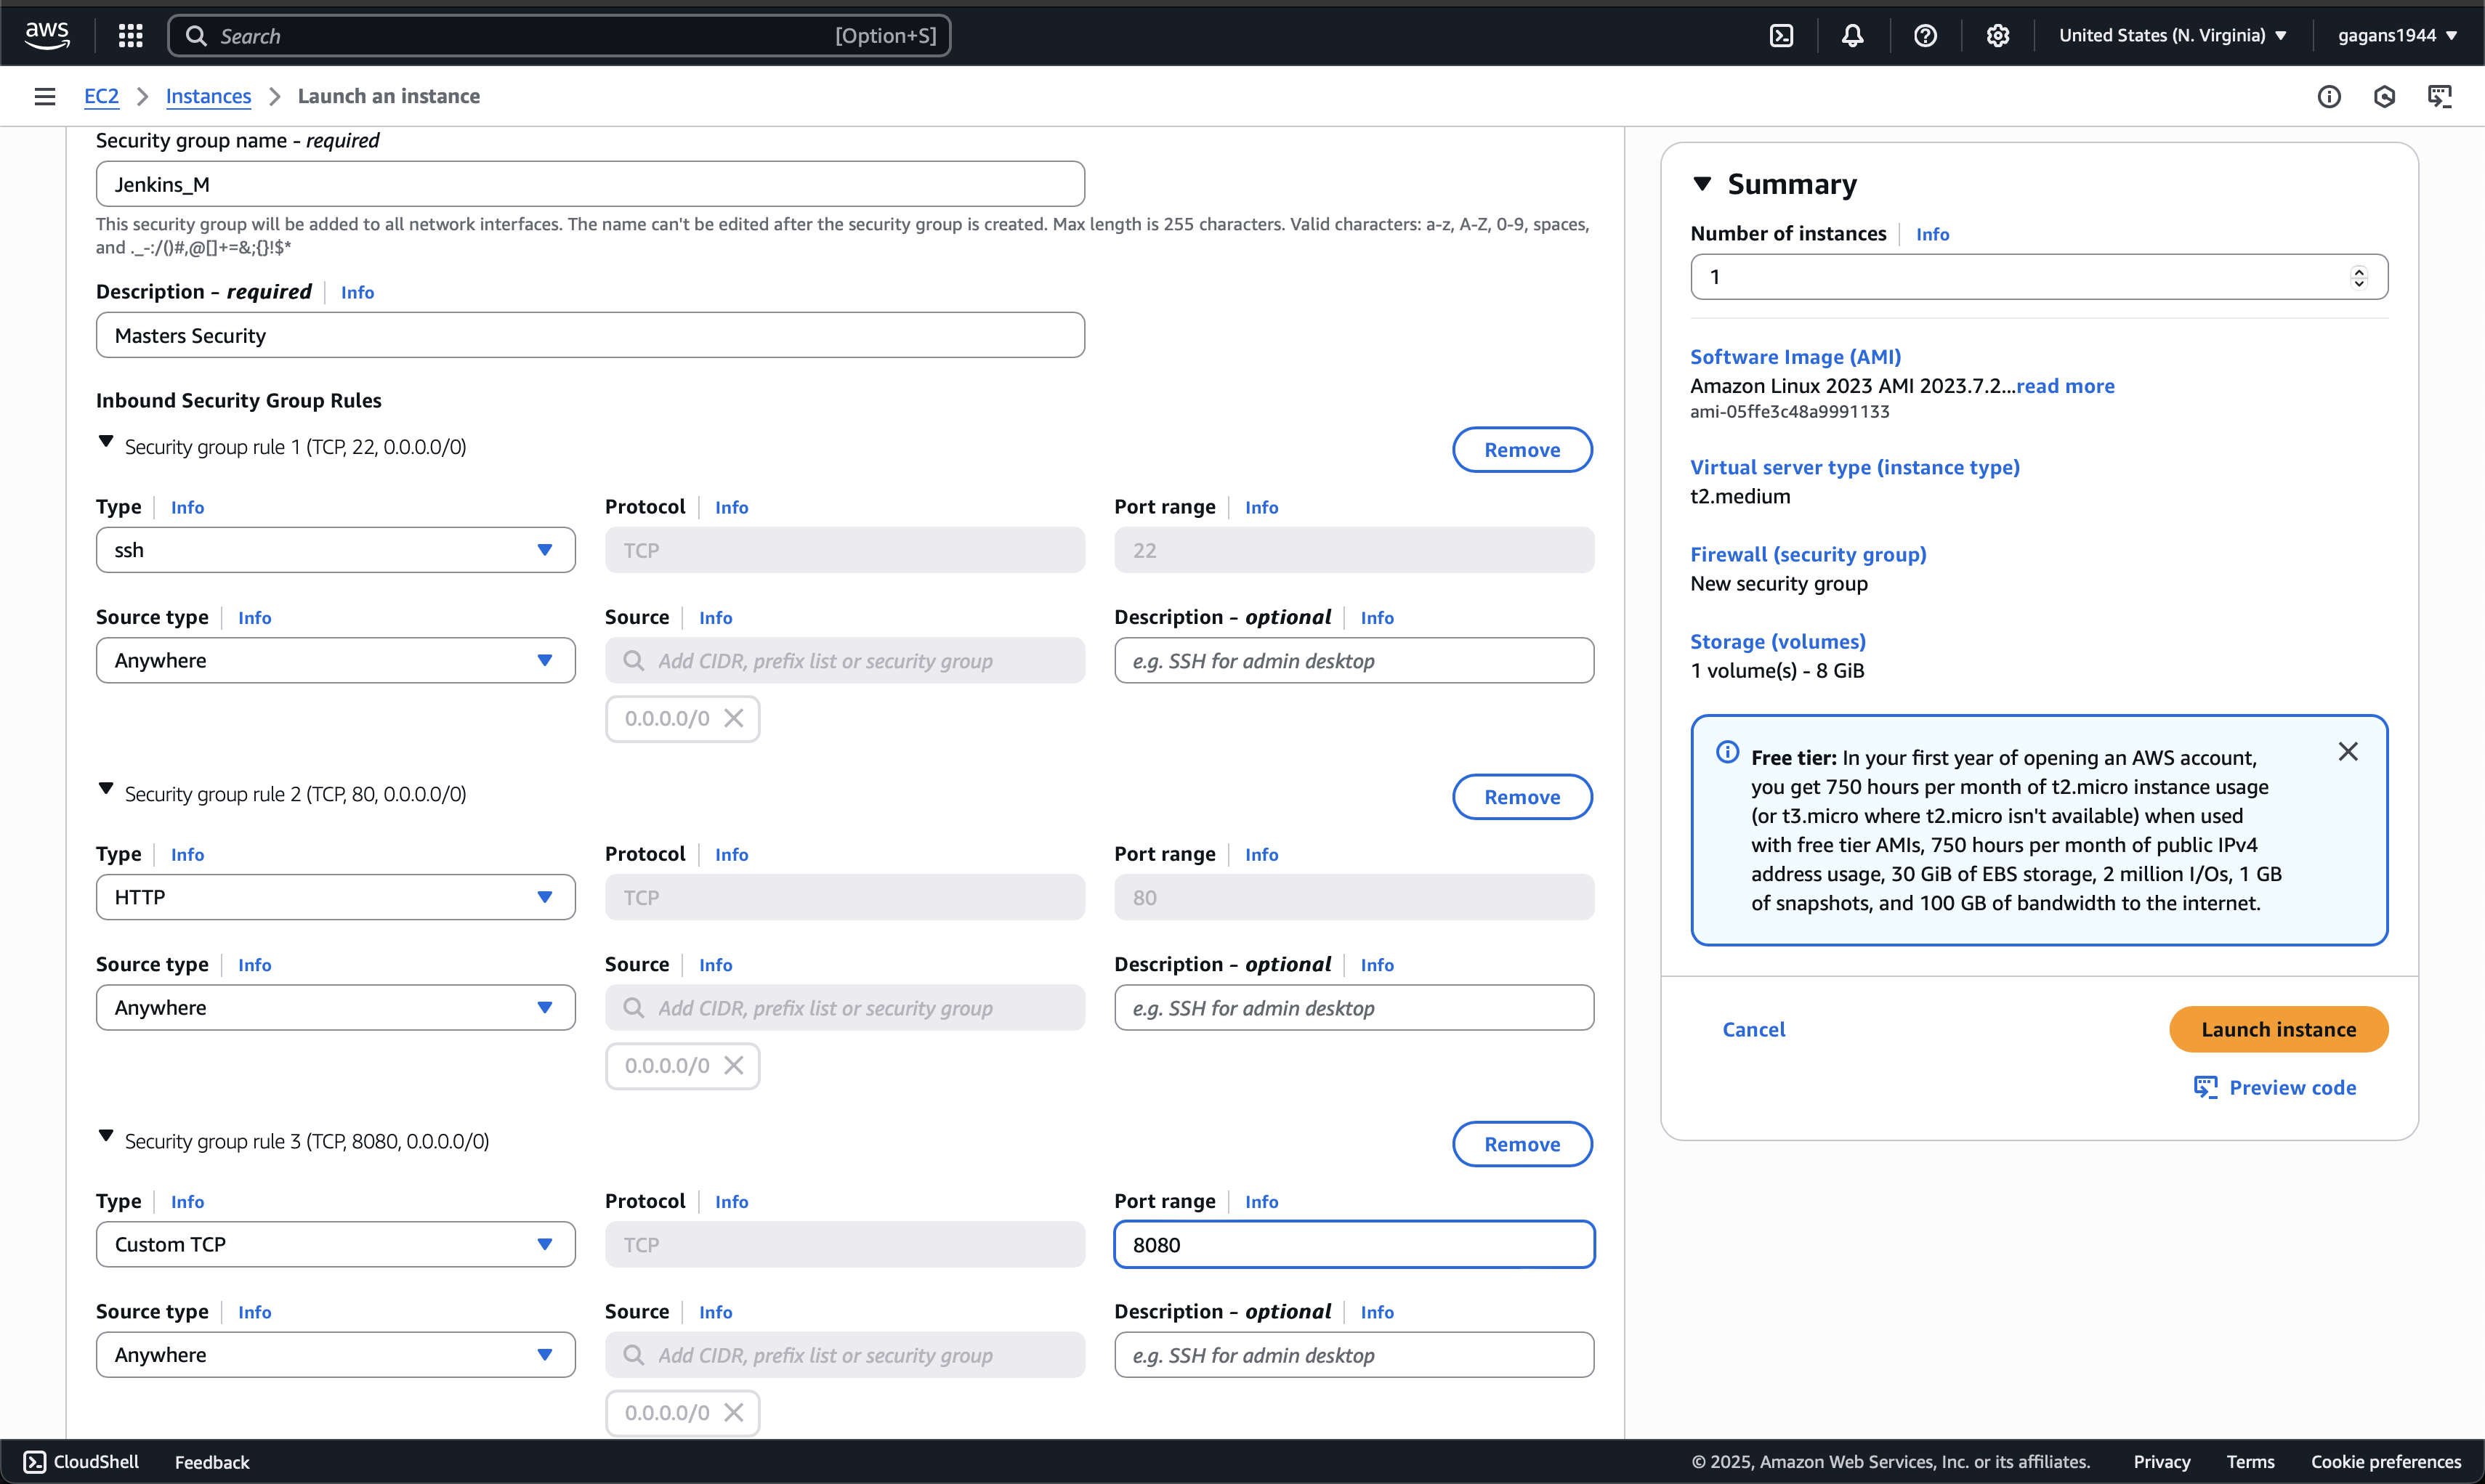 aws
Search
[Option+S]
United States (N. Virginia)
gagans1944
EC2
Instances
Launch an instance
Security group name - required
Jenkins_M
This security group will be added to all network interfaces. The name can't be edited after the security group is created. Max length is 255 characters. Valid characters: a-z, A-Z, 0-9, spaces,
and ._-:/()#,@[]+=&;{}!$*
Description - required
Info
Masters Security
Inbound Security Group Rules
Security group rule 1 (TCP, 22, 0.0.0.0/0)
Remove
Type
Info
Protocol
Info
Port range
Info
ssh
TCP
22
Source type
Info
Source
Info
Description - optional
Info
Anywhere
Add CIDR, prefix list or security group
e.g. SSH for admin desktop
0.0.0.0/0
Security group rule 2 (TCP, 80, 0.0.0.0/0)
Remove
Type
Info
Protocol
Info
Port range
Info
HTTP
TCP
80
Source type
Info
Source
Info
Description - optional
Info
Anywhere
Add CIDR, prefix list or security group
e.g. SSH for admin desktop
0.0.0.0/0
Security group rule 3 (TCP, 8080, 0.0.0.0/0)
Remove
Type
Info
Protocol
Info
Port range
Info
Custom TCP
TCP
8080
Source type
Info
Source
Info
Description - optional
Info
Anywhere
Add CIDR, prefix list or security group
e.g. SSH for admin desktop
0.0.0.0/0
Summary
Number of instances
Info
1
Software Image (AMI)
Amazon Linux 2023 AMI 2023.7.2...read more
ami-05ffe3c48a9991133
Virtual server type (instance type)
t2.medium
Firewall (security group)
New security group
Storage (volumes)
1 volume(s) - 8 GiB
Free tier: In your first year of opening an AWS account,
you get 750 hours per month of t2.micro instance usage
(or t3.micro where t2.micro isn't available) when used
with free tier AMIs, 750 hours per month of public IPv4
address usage, 30 GiB of EBS storage, 2 million I/Os, 1 GB
of snapshots, and 100 GB of bandwidth to the internet.
Cancel
Launch instance
Preview code
CloudShell
Feedback
© 2025, Amazon Web Services, Inc. or its affiliates.
Privacy
Terms
Cookie preferences